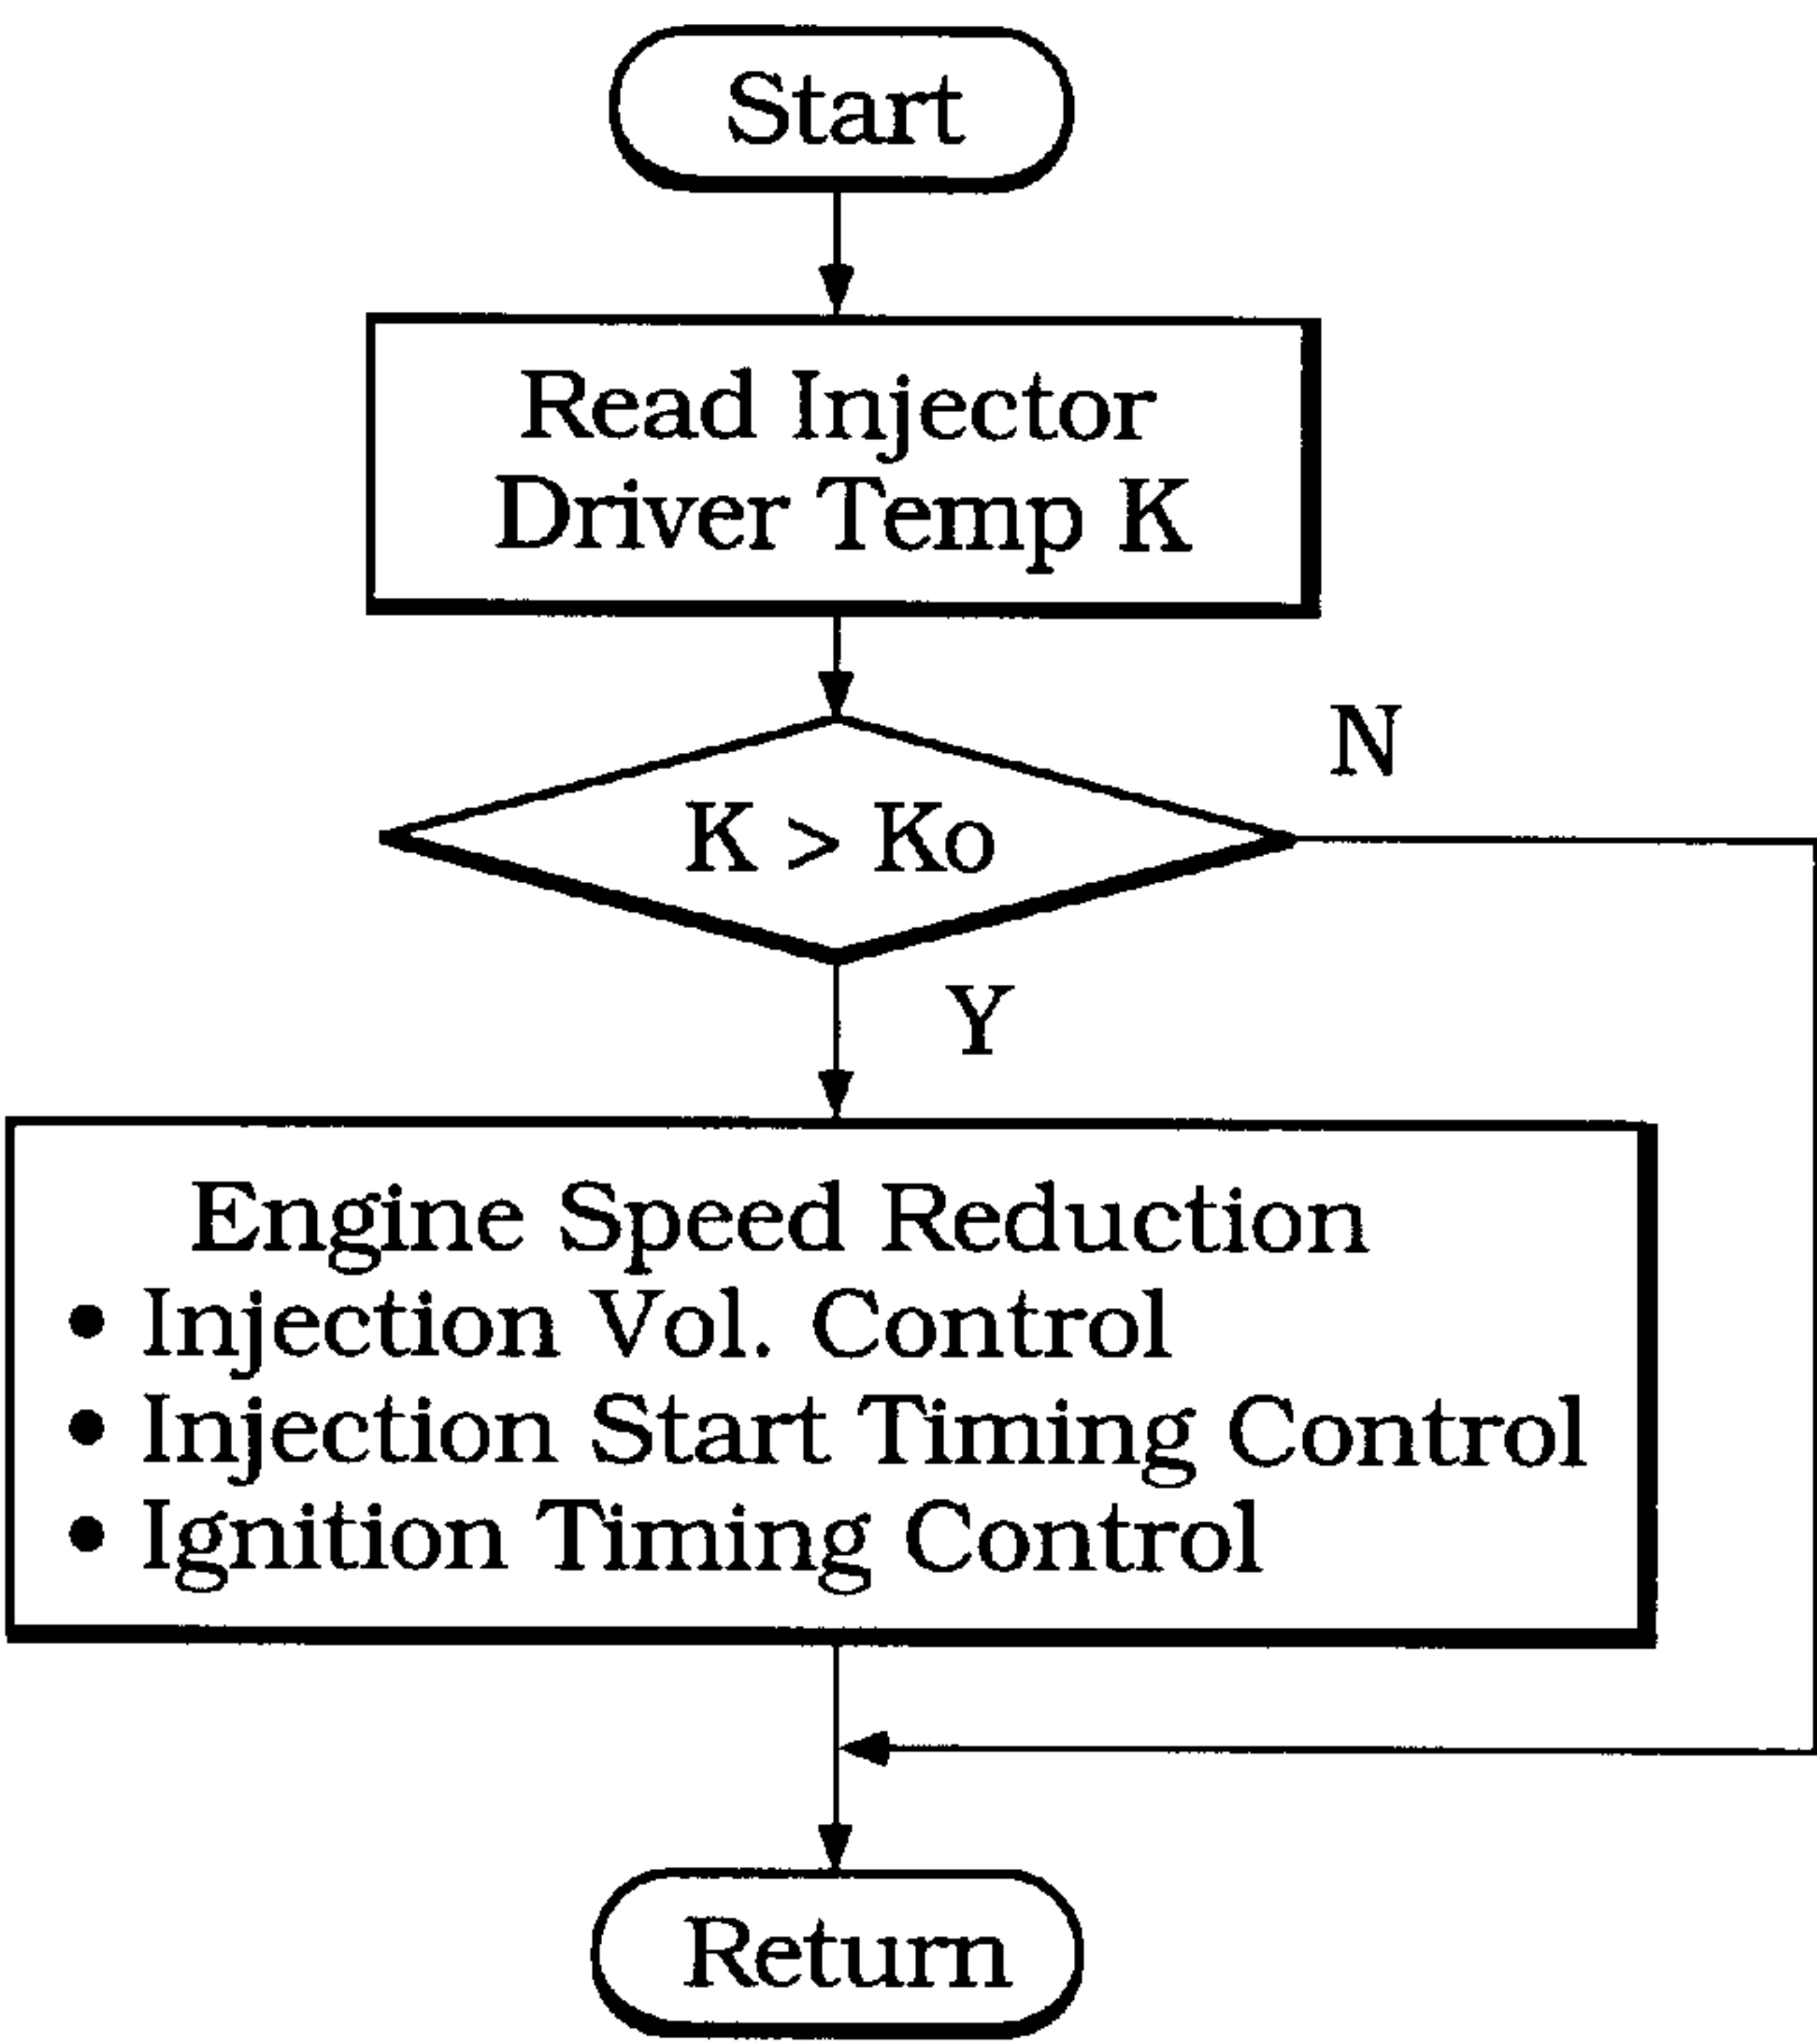 Start
Read Injector
Driver Temp K
K > Ko
N
Y
Engine Speed Reduction
• Injection Vol. Control
• Injection Start Timing Control
• Ignition Timing Control
Return